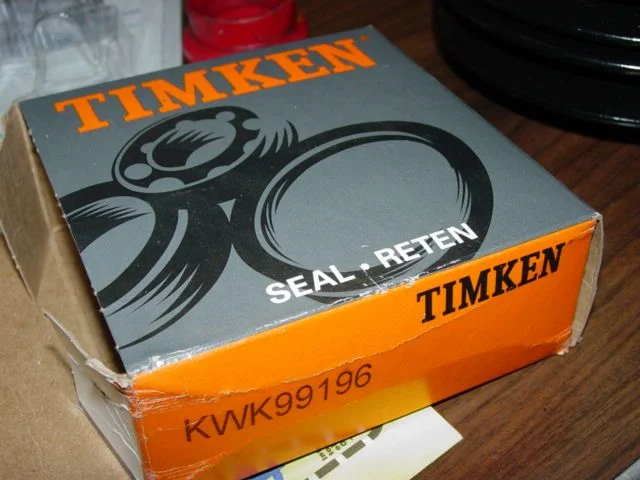 TIMKEN
SEAL • RETEN
TIMKEN
KWK99196